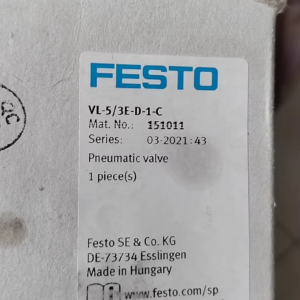 FESTO
VL-5/3E-D-1-C
Mat. No.: 151011
Series: 03-2021:43
Pneumatic valve
1 piece(s)
Festo SE & Co. KG
DE-73734 Esslingen
Made in Hungary
www.festo.com/sp
QC